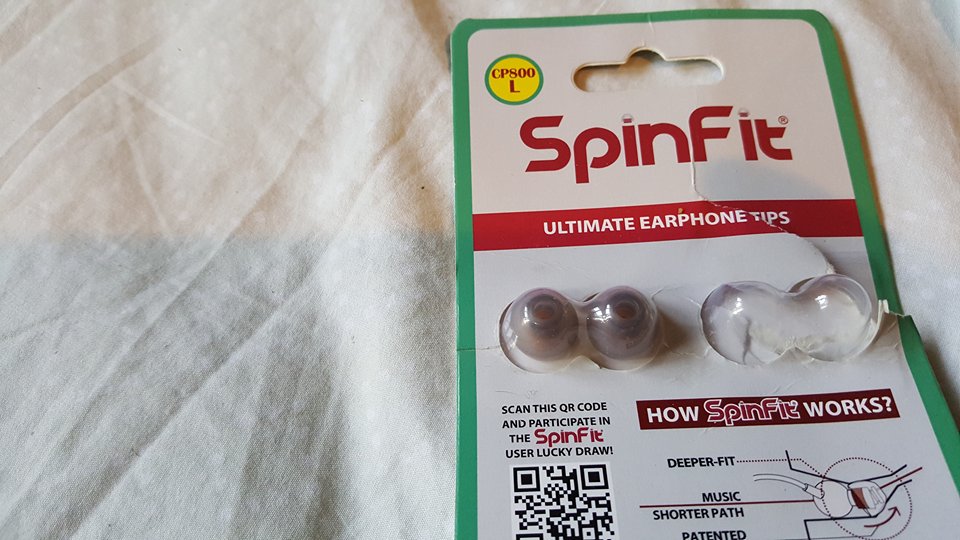 CP800
L
SpinFit®
ULTIMATE EARPHONE TIPS
SCAN THIS QR CODE
AND PARTICIPATE IN
THE SpinFit
USER LUCKY DRAW!
HOW SpinFit® WORKS?
DEEPER-FIT
MUSIC
SHORTER PATH
PATENTED